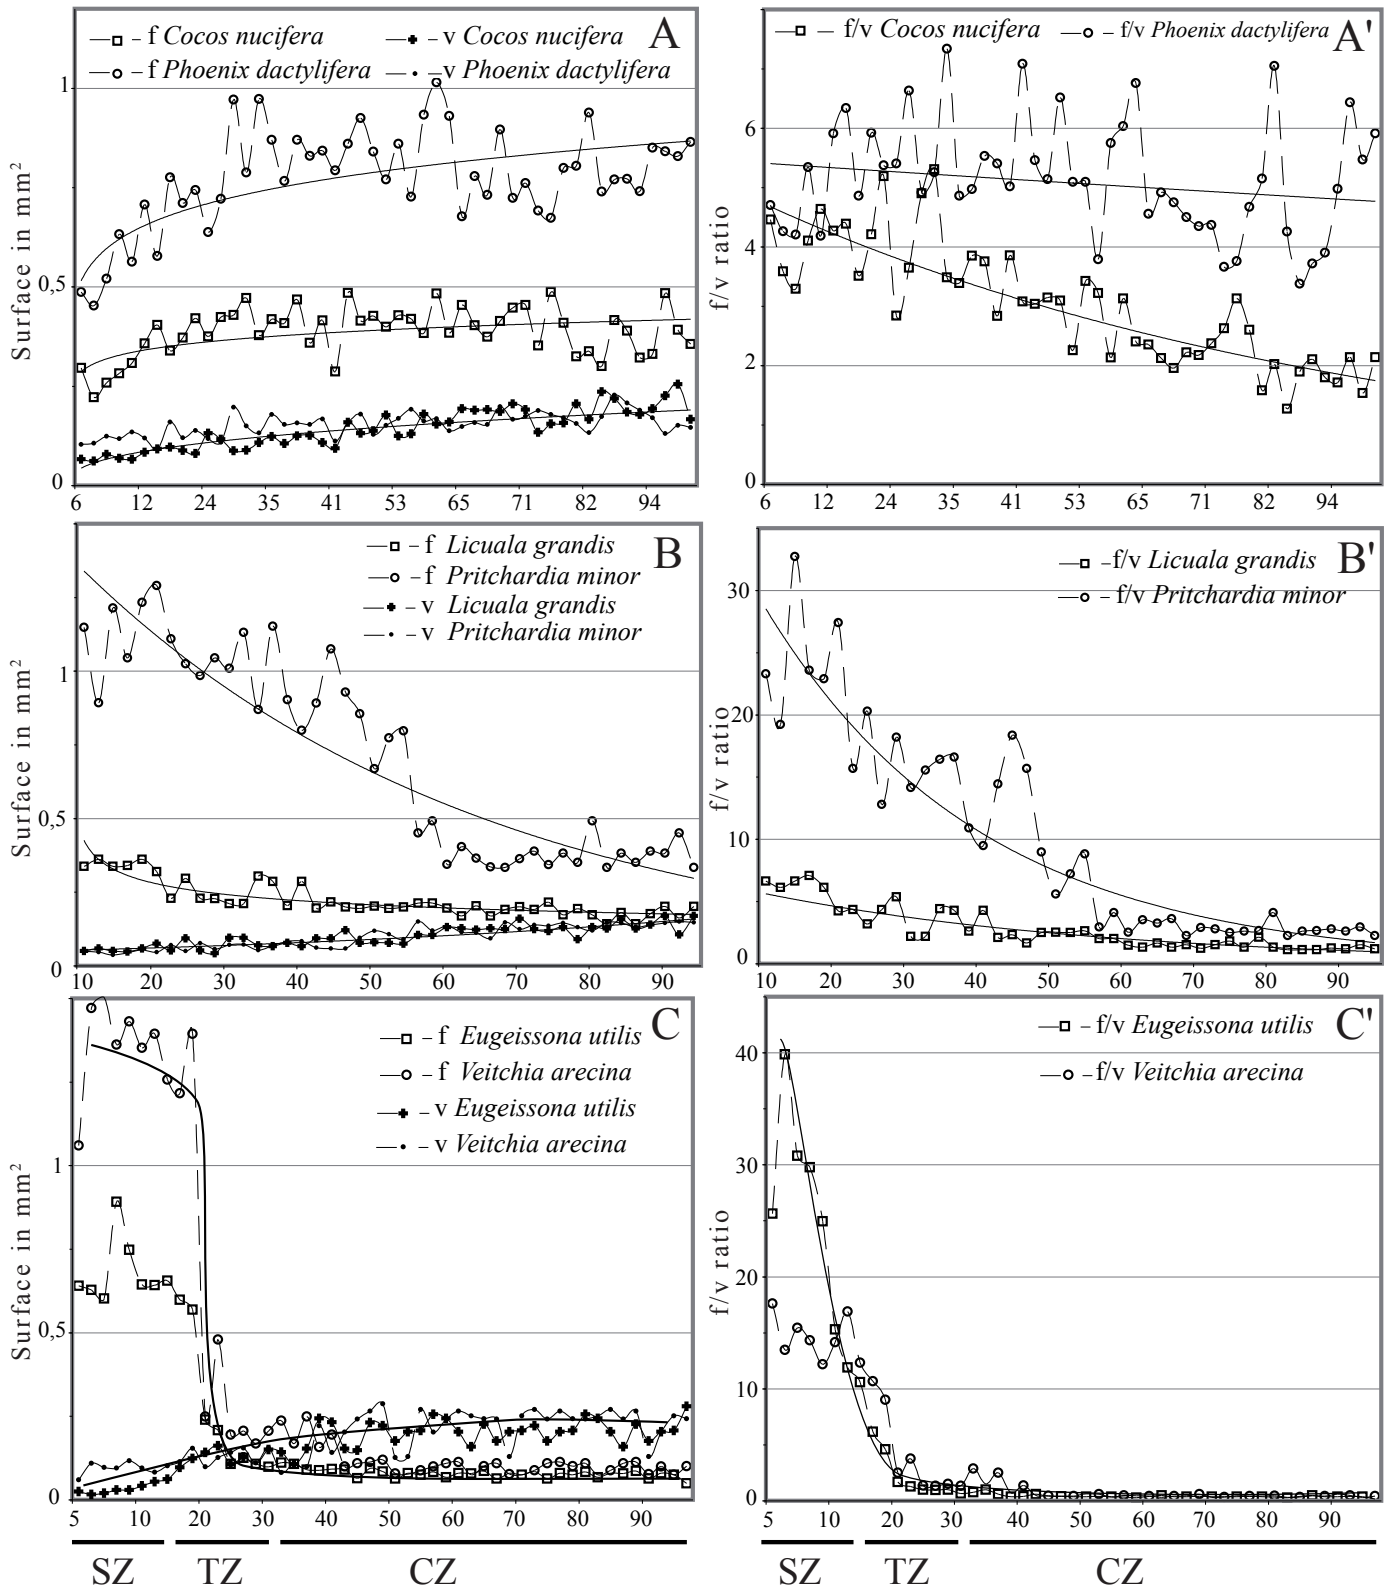 – f Cocos nucifera – v Cocos nucifera A
– f Phoenix dactylifera – v Phoenix dactylifera
Surface in mm²
1
0,5
0
6 12 24 35 41 53 65 71 82 94
– f/v Cocos nucifera – f/v Phoenix dactylifera A'
f/v ratio
6
4
2
0
6 12 24 35 41 53 65 71 82 94
– f Licuala grandis B
– f Pritchardia minor
– v Licuala grandis
– v Pritchardia minor
Surface in mm²
1
0,5
0
10 20 30 40 50 60 70 80 90
– f/v Licuala grandis B'
– f/v Pritchardia minor
f/v ratio
30
20
10
0
10 20 30 40 50 60 70 80 90
– f Eugeissona utilis C
– f Veitchia arecina
– v Eugeissona utilis
– v Veitchia arecina
Surface in mm²
1
0,5
0
5 10 20 30 40 50 60 70 80 90
SZ TZ CZ
– f/v Eugeissona utilis C'
– f/v Veitchia arecina
f/v ratio
40
30
20
10
0
5 10 20 30 40 50 60 70 80 90
SZ TZ CZ